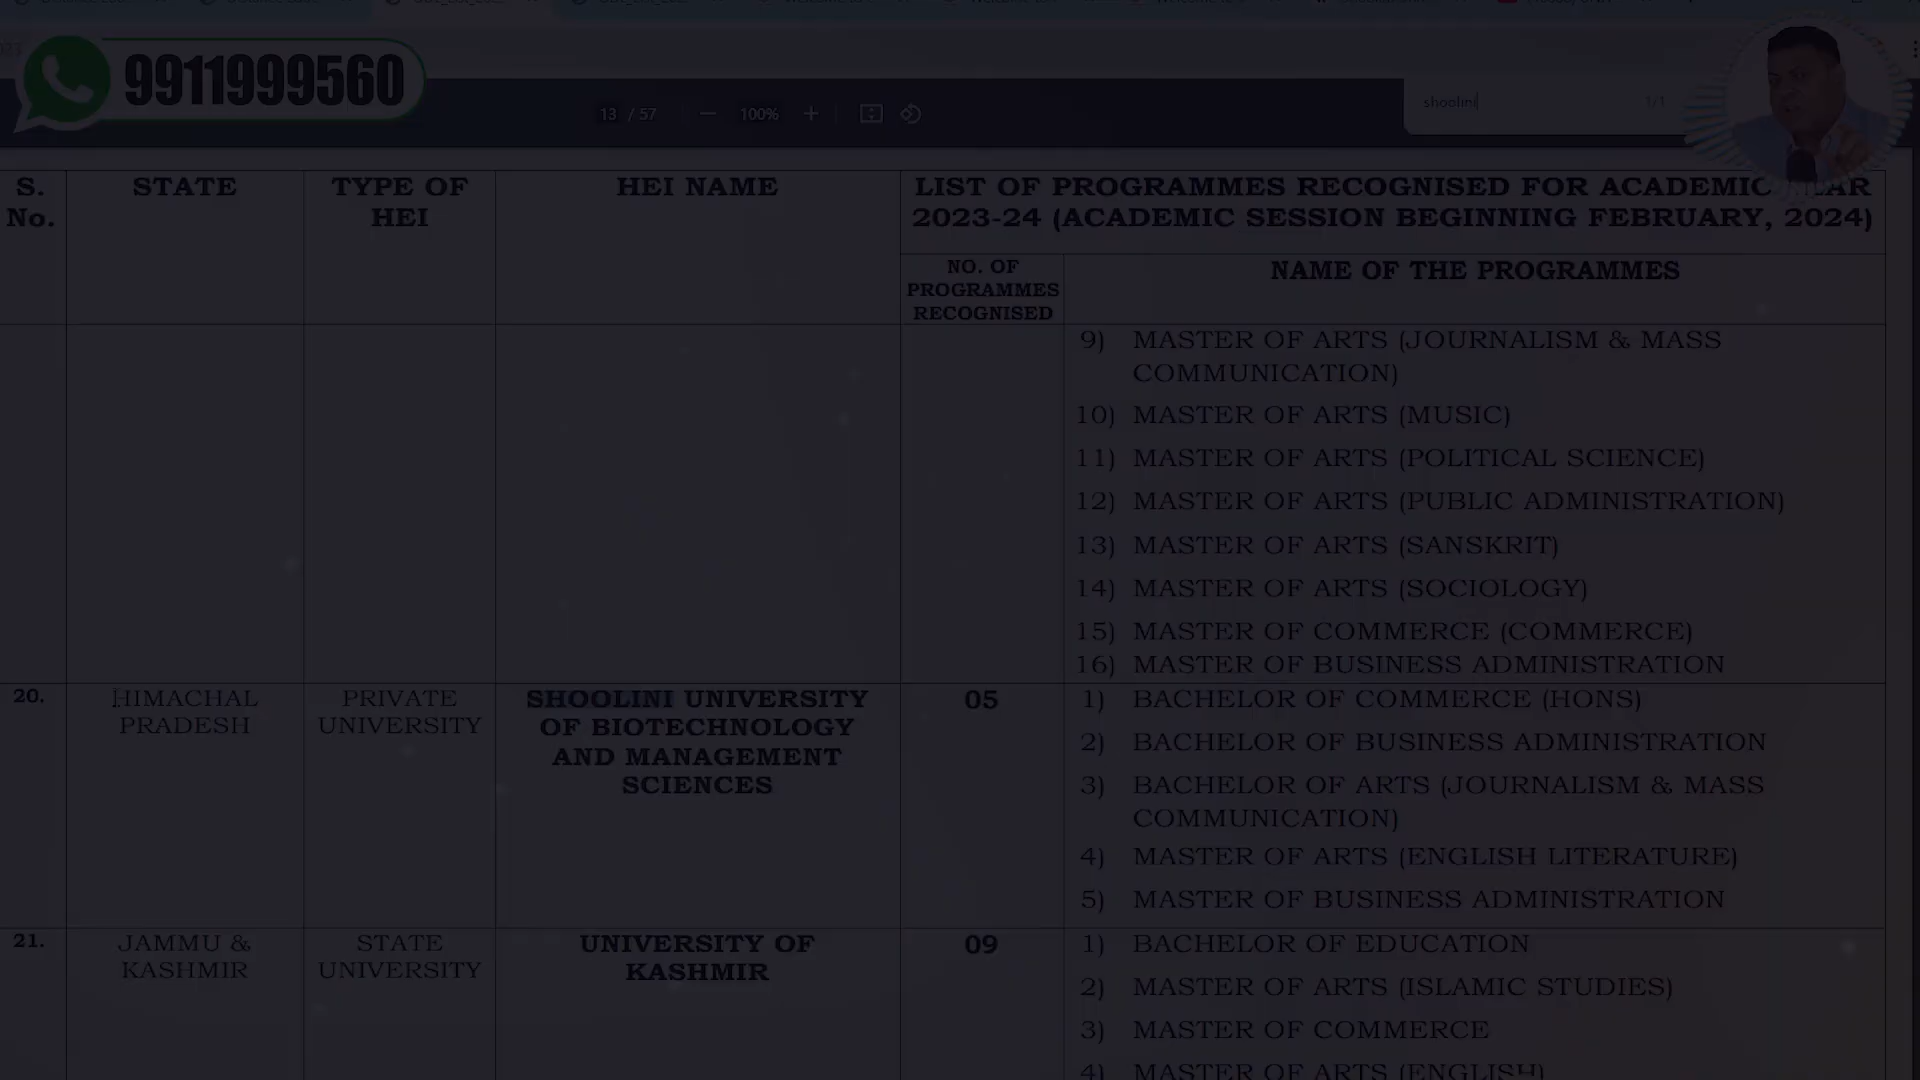 9911999560
13 / 57
100%
shoolini
1/1
S. No.
STATE
TYPE OF HEI
HEI NAME
LIST OF PROGRAMMES RECOGNISED FOR ACADEMIC
2023-24 (ACADEMIC SESSION BEGINNING FEBRUARY, 2024)
NO. OF
PROGRAMMES
RECOGNISED
NAME OF THE PROGRAMMES
9) MASTER OF ARTS (JOURNALISM & MASS
COMMUNICATION)
10) MASTER OF ARTS (MUSIC)
11) MASTER OF ARTS (POLITICAL SCIENCE)
12) MASTER OF ARTS (PUBLIC ADMINISTRATION)
13) MASTER OF ARTS (SANSKRIT)
14) MASTER OF ARTS (SOCIOLOGY)
15) MASTER OF COMMERCE (COMMERCE)
16) MASTER OF BUSINESS ADMINISTRATION
20.
HIMACHAL
PRADESH
PRIVATE
UNIVERSITY
SHOOLINI UNIVERSITY
OF BIOTECHNOLOGY
AND MANAGEMENT
SCIENCES
05
1) BACHELOR OF COMMERCE (HONS)
2) BACHELOR OF BUSINESS ADMINISTRATION
3) BACHELOR OF ARTS (JOURNALISM & MASS
COMMUNICATION)
4) MASTER OF ARTS (ENGLISH LITERATURE)
5) MASTER OF BUSINESS ADMINISTRATION
21.
JAMMU &
KASHMIR
STATE
UNIVERSITY
UNIVERSITY OF
KASHMIR
09
1) BACHELOR OF EDUCATION
2) MASTER OF ARTS (ISLAMIC STUDIES)
3) MASTER OF COMMERCE
4) MASTER OF ARTS (ENGLISH)